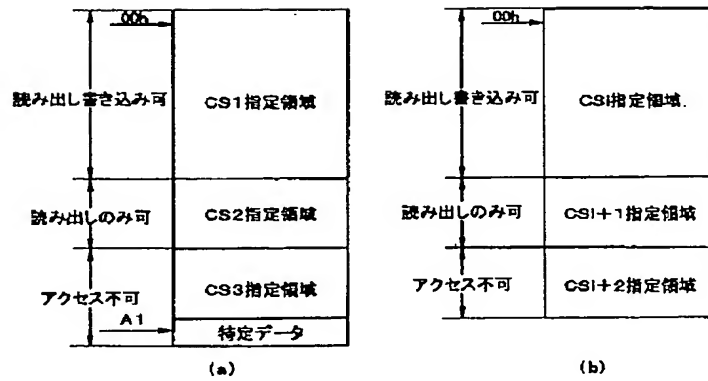 00h
読み出し書き込み可
CS1指定領域
読み出しのみ可
CS2指定領域
アクセス不可
CS3指定領域
A1
特定データ
(a)
00h
読み出し書き込み可
CSi指定領域.
読み出しのみ可
CSi+1指定領域
アクセス不可
CSi+2指定領域
(b)